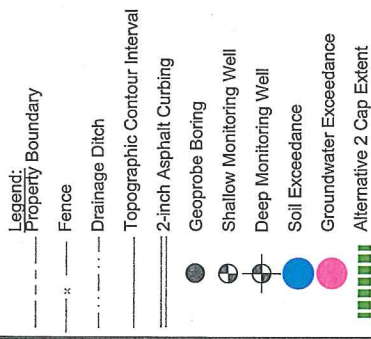 Legend:
Property Boundary
Fence
Drainage Ditch
Topographic Contour Interval
2-inch Asphalt Curbing
Geoprobe Boring
Shallow Monitoring Well
Deep Monitoring Well
Soil Exceedance
Groundwater Exceedance
Alternative 2 Cap Extent